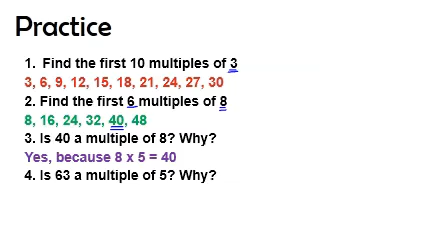 Practice
1. Find the first 10 multiples of 3
3, 6, 9, 12, 15, 18, 21, 24, 27, 30
2. Find the first 6 multiples of 8
8, 16, 24, 32, 40, 48
3. Is 40 a multiple of 8? Why?
Yes, because 8 x 5 = 40
4. Is 63 a multiple of 5? Why?